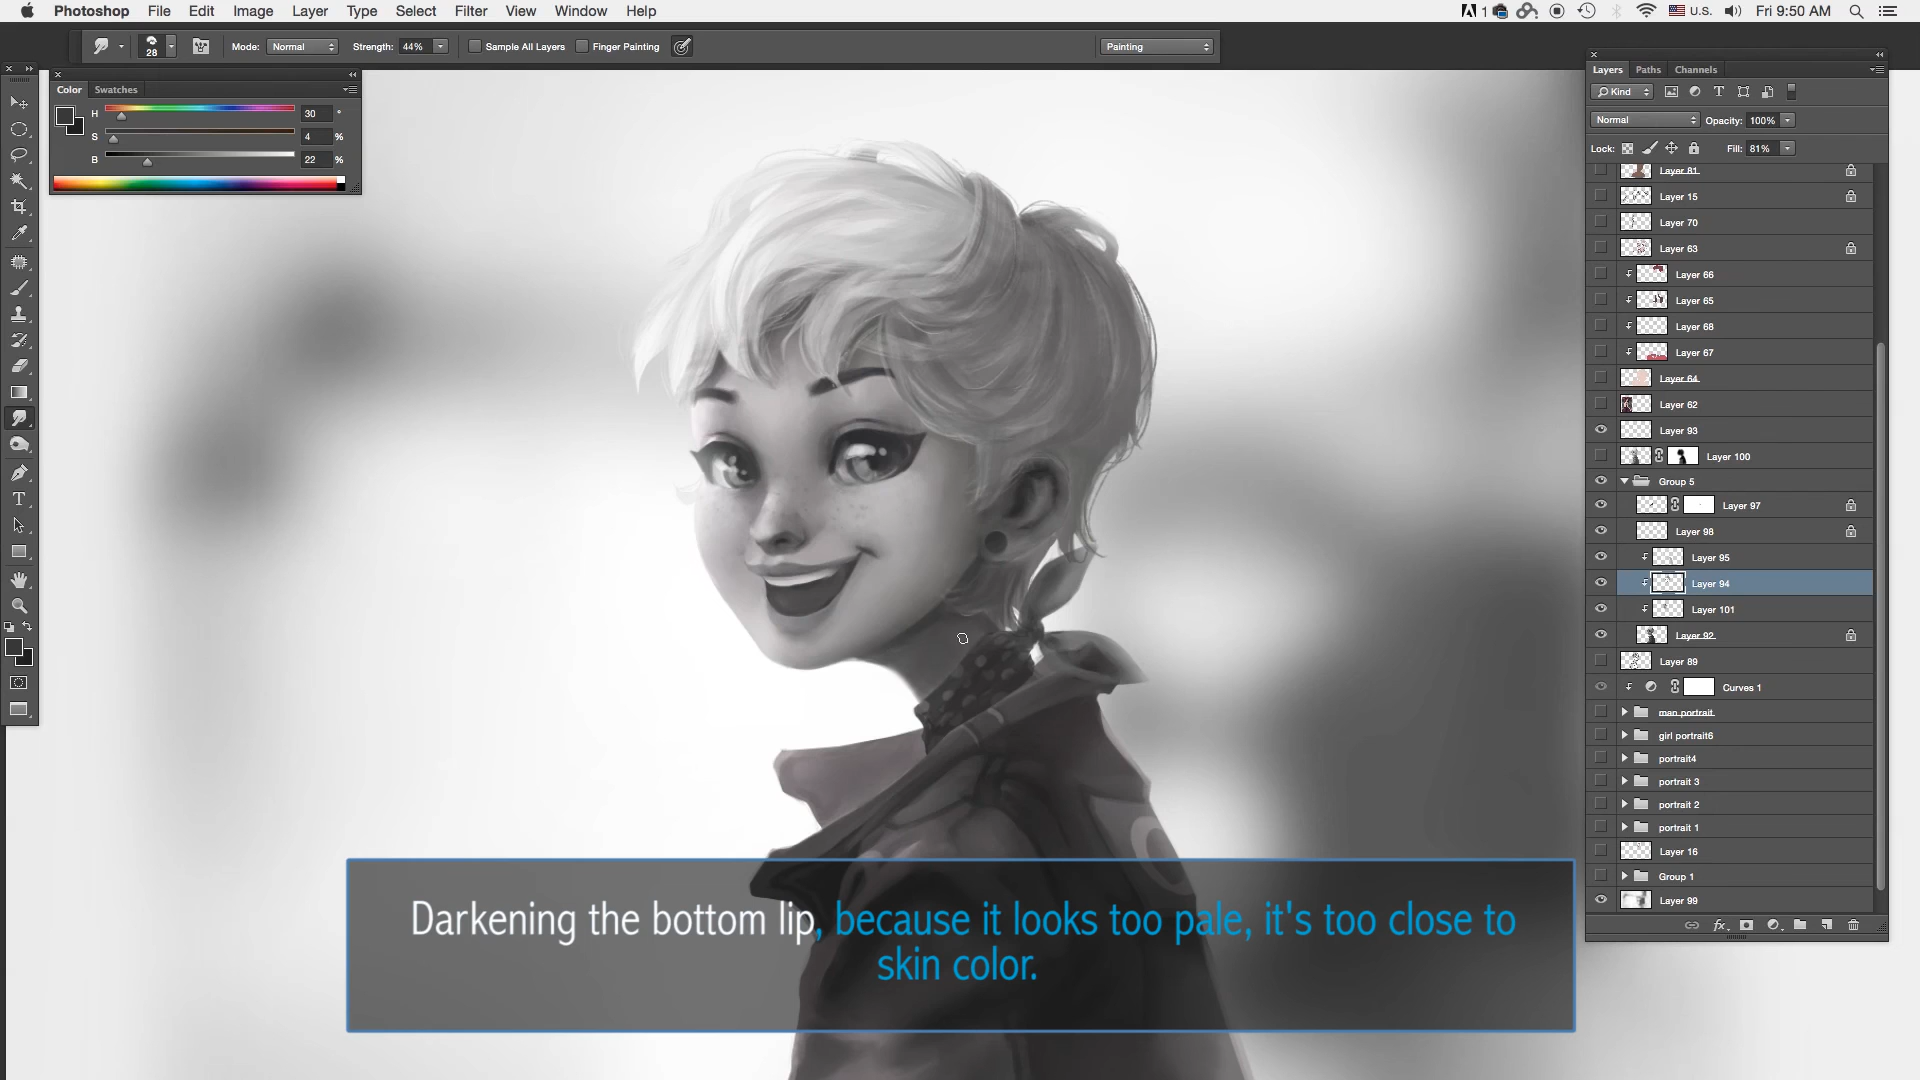 Photoshop File Edit Image Layer Type Select Filter View Window Help 1 U.S. Fri 9:50 AM
28 Mode: Normal Strength: 44% Sample All Layers Finger Painting Painting
Color Swatches
H 30 °
S 4 %
B 22 %
Layers Paths Channels
Kind
Normal Opacity: 100%
Lock: Fill: 81%
Layer 81
Layer 15
Layer 70
Layer 63
Layer 66
Layer 65
Layer 68
Layer 67
Layer 64
Layer 62
Layer 93
Layer 100
Group 5
Layer 97
Layer 98
Layer 95
Layer 94
Layer 101
Layer 92
Layer 89
Curves 1
man portrait
girl portrait6
portrait4
portrait 3
portrait 2
portrait 1
Layer 16
Group 1
Layer 99
fx
Darkening the bottom lip, because it looks too pale, it's too close to
skin color.